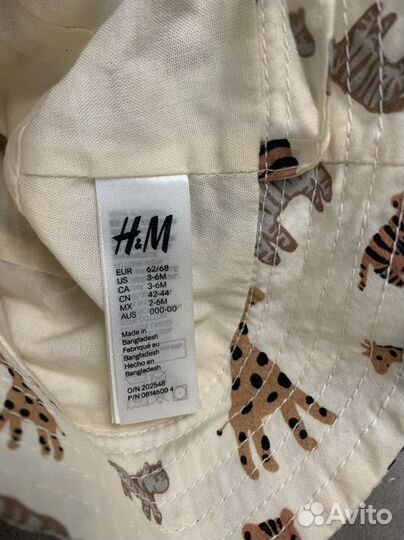 H&M
EUR 62/68
US 3-6M
CA 3-6M
CN 42-44
MX 2-6M
AUS 000-00
Made in
Bangladesh
Fabriqué au
Bangladesh
Hecho en
Bangladesh
O/N 202548
P/N 0814600 4
Avito